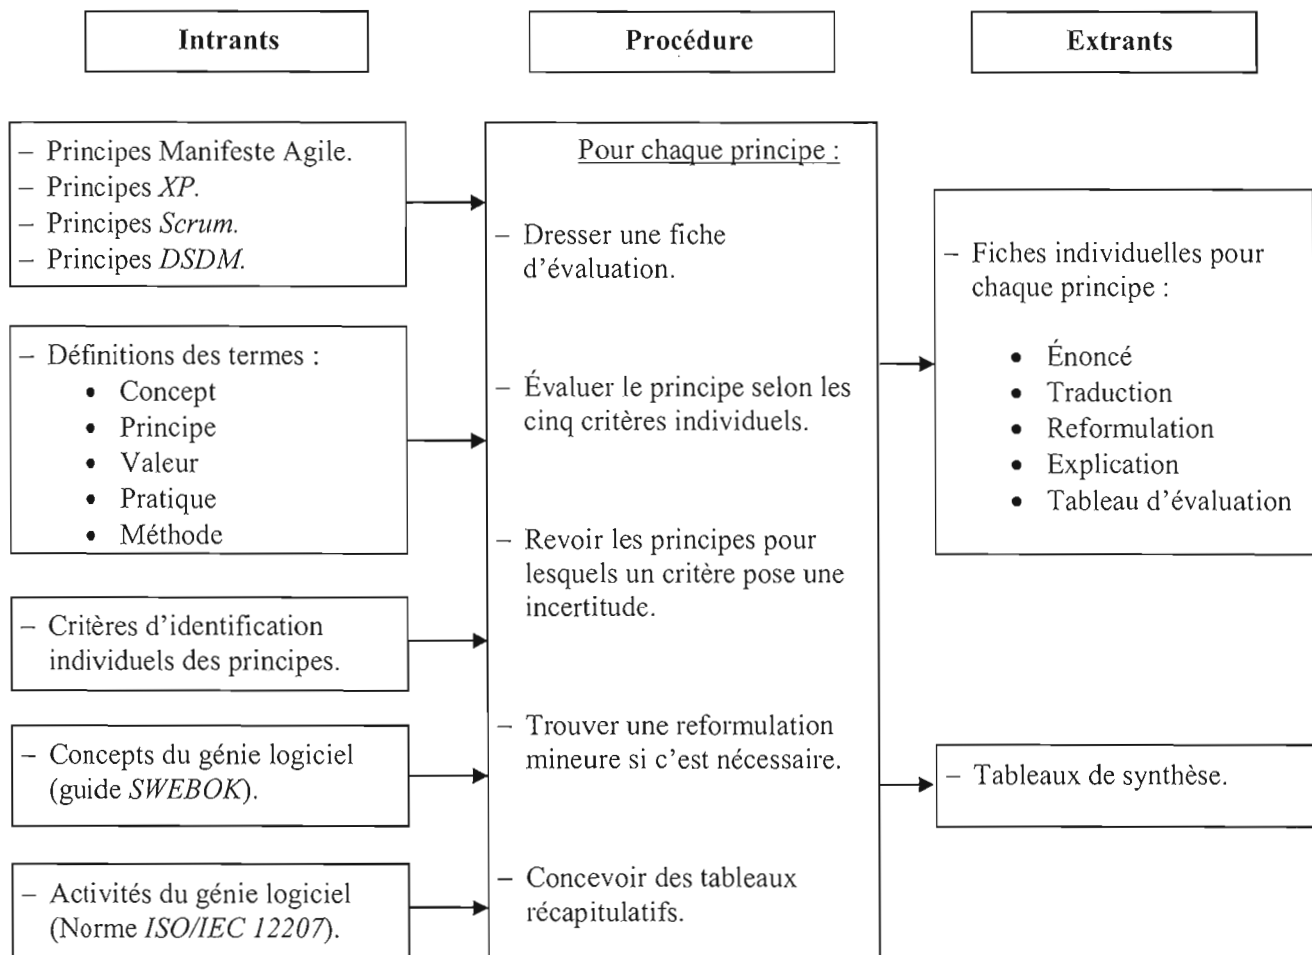 Intrants
Procédure
Extrants
– Principes Manifeste Agile.
– Principes XP.
– Principes Scrum.
– Principes DSDM.
– Définitions des termes :
• Concept
• Principe
• Valeur
• Pratique
• Méthode
– Critères d'identification
individuels des principes.
– Concepts du génie logiciel
(guide SWEBOK).
– Activités du génie logiciel
(Norme ISO/IEC 12207).
Pour chaque principe :
– Dresser une fiche
d'évaluation.
– Évaluer le principe selon les
cinq critères individuels.
– Revoir les principes pour
lesquels un critère pose une
incertitude.
– Trouver une reformulation
mineure si c'est nécessaire.
– Concevoir des tableaux
récapitulatifs.
– Fiches individuelles pour
chaque principe :
• Énoncé
• Traduction
• Reformulation
• Explication
• Tableau d'évaluation
– Tableaux de synthèse.